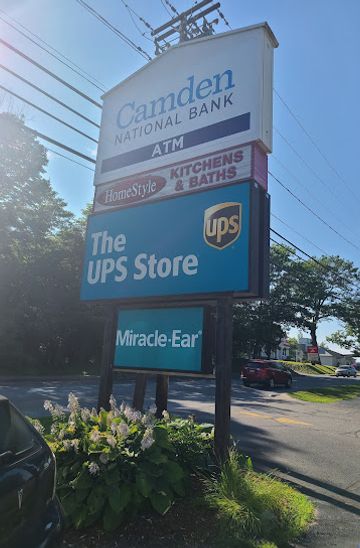 Camden
NATIONAL BANK
ATM
HomeStyle KITCHENS
& BATHS
The
UPS Store
ups
Miracle-Ear®